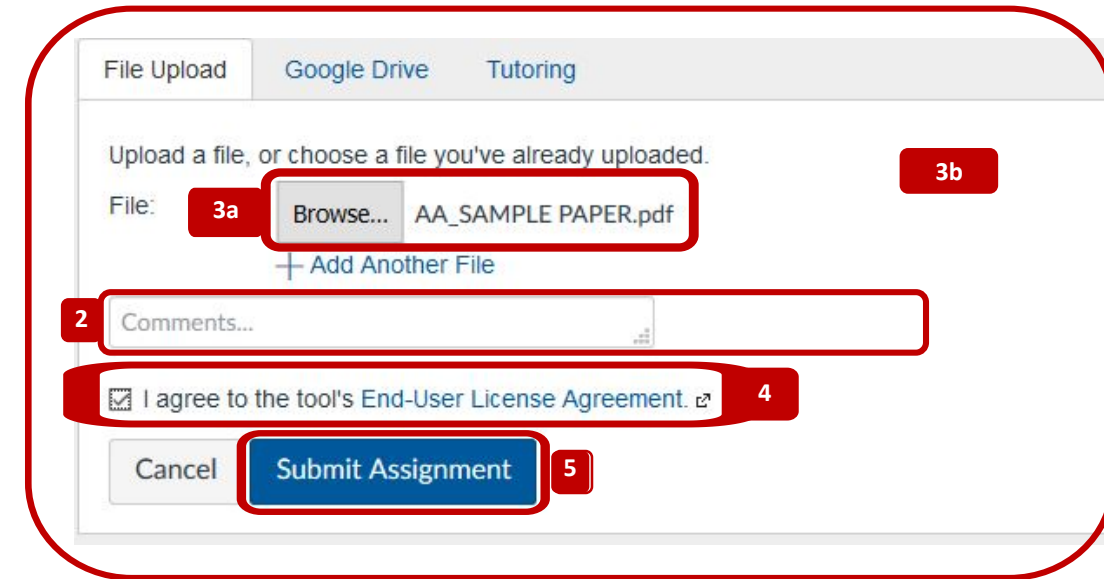 File Upload Google Drive Tutoring
Upload a file, or choose a file you've already uploaded.
3b
File: 3a Browse... AA_SAMPLE PAPER.pdf
Add Another File
2 Comments...
I agree to the tool's End-User License Agreement. 4
Cancel Submit Assignment 5